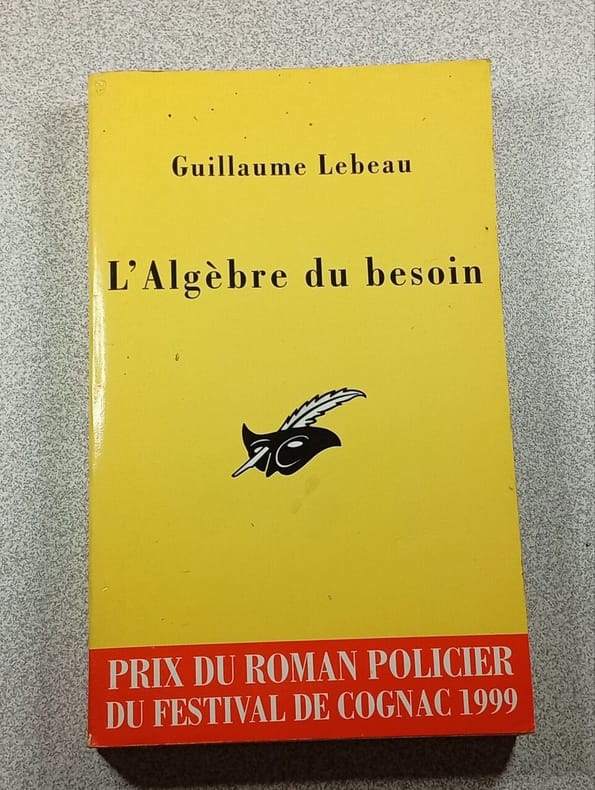 Guillaume Lebeau
L'Algèbre du besoin
PRIX DU ROMAN POLICIER
DU FESTIVAL DE COGNAC 1999